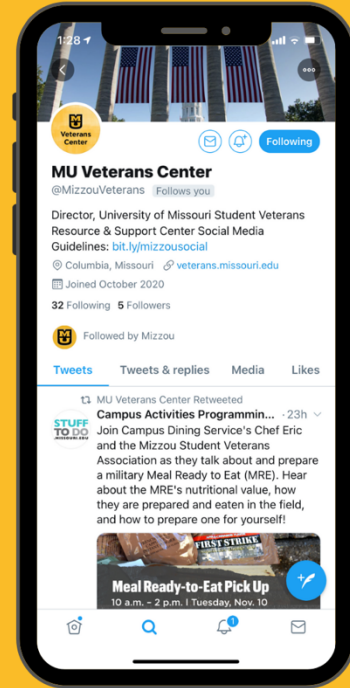 1:28
MU
Veterans
Center
Following
MU Veterans Center
@MizzouVeterans Follows you
Director, University of Missouri Student Veterans
Resource & Support Center Social Media
Guidelines: bit.ly/mizzousocial
Columbia, Missouri veterans.missouri.edu
Joined October 2020
32 Following 5 Followers
Followed by Mizzou
Tweets Tweets & replies Media Likes
MU Veterans Center Retweeted
STUFF
TO DO
.MISSOURI.EDU
Campus Activities Programmin... · 23h
Join Campus Dining Service's Chef Eric
and the Mizzou Student Veterans
Association as they talk about and prepare
a military Meal Ready to Eat (MRE). Hear
about the MRE's nutritional value, how
they are prepared and eaten in the field,
and how to prepare one for yourself!
FIRST STRIKE
Meal Ready-to-Eat Pick Up
10 a.m. – 2 p.m. | Tuesday, Nov. 10
1